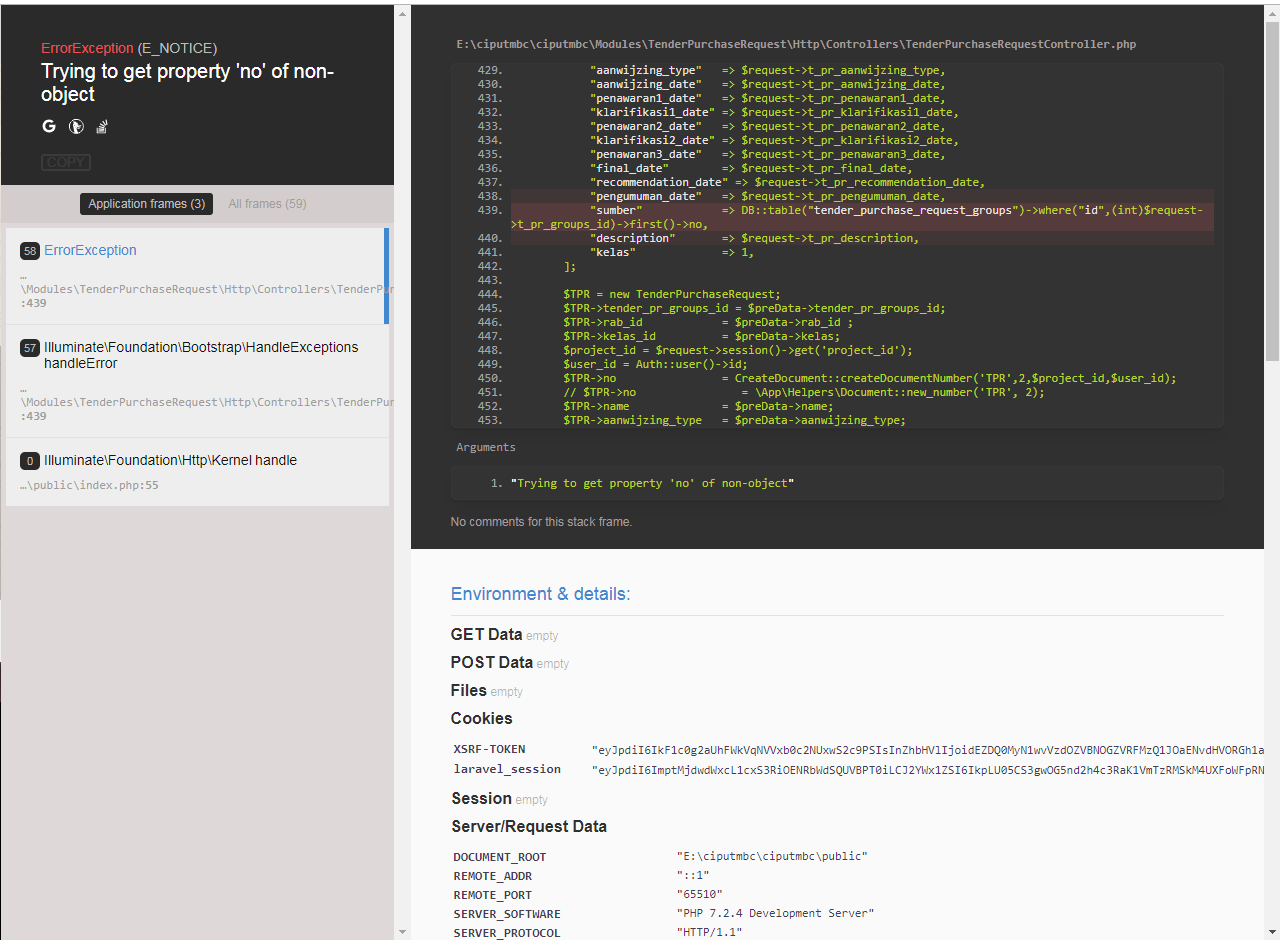 ErrorException (E_NOTICE)
Trying to get property 'no' of non-
object
COPY
Application frames (3)
All frames (59)
58 ErrorException
…
\Modules\TenderPurchaseRequest\Http\Controllers\TenderPur
:439
57 Illuminate\Foundation\Bootstrap\HandleExceptions
handleError
…
\Modules\TenderPurchaseRequest\Http\Controllers\TenderPur
:439
0 Illuminate\Foundation\Http\Kernel handle
…\public\index.php:55
E:\ciputmbc\ciputmbc\Modules\TenderPurchaseRequest\Http\Controllers\TenderPurchaseRequestController.php
429. "aanwijzing_type" => $request->t_pr_aanwijzing_type,
430. "aanwijzing_date" => $request->t_pr_aanwijzing_date,
431. "penawaran1_date" => $request->t_pr_penawaran1_date,
432. "klarifikasi1_date" => $request->t_pr_klarifikasi1_date,
433. "penawaran2_date" => $request->t_pr_penawaran2_date,
434. "klarifikasi2_date" => $request->t_pr_klarifikasi2_date,
435. "penawaran3_date" => $request->t_pr_penawaran3_date,
436. "final_date" => $request->t_pr_final_date,
437. "recommendation_date" => $request->t_pr_recommendation_date,
438. "pengumuman_date" => $request->t_pr_pengumuman_date,
439. "sumber" => DB::table("tender_purchase_request_groups")->where("id",(int)$request-
>t_pr_groups_id)->first()->no,
440. "description" => $request->t_pr_description,
441. "kelas" => 1,
442. ];
443.
444. $TPR = new TenderPurchaseRequest;
445. $TPR->tender_pr_groups_id = $preData->tender_pr_groups_id;
446. $TPR->rab_id = $preData->rab_id ;
447. $TPR->kelas_id = $preData->kelas;
448. $project_id = $request->session()->get('project_id');
449. $user_id = Auth::user()->id;
450. $TPR->no = CreateDocument::createDocumentNumber('TPR',2,$project_id,$user_id);
451. // $TPR->no = \App\Helpers\Document::new_number('TPR', 2);
452. $TPR->name = $preData->name;
453. $TPR->aanwijzing_type = $preData->aanwijzing_type;
Arguments
1. "Trying to get property 'no' of non-object"
No comments for this stack frame.
Environment & details:
GET Data empty
POST Data empty
Files empty
Cookies
XSRF-TOKEN
laravel_session
Session empty
Server/Request Data
DOCUMENT_ROOT "E:\ciputmbc\ciputmbc\public"
REMOTE_ADDR "::1"
REMOTE_PORT "65510"
SERVER_SOFTWARE "PHP 7.2.4 Development Server"
SERVER_PROTOCOL "HTTP/1.1"